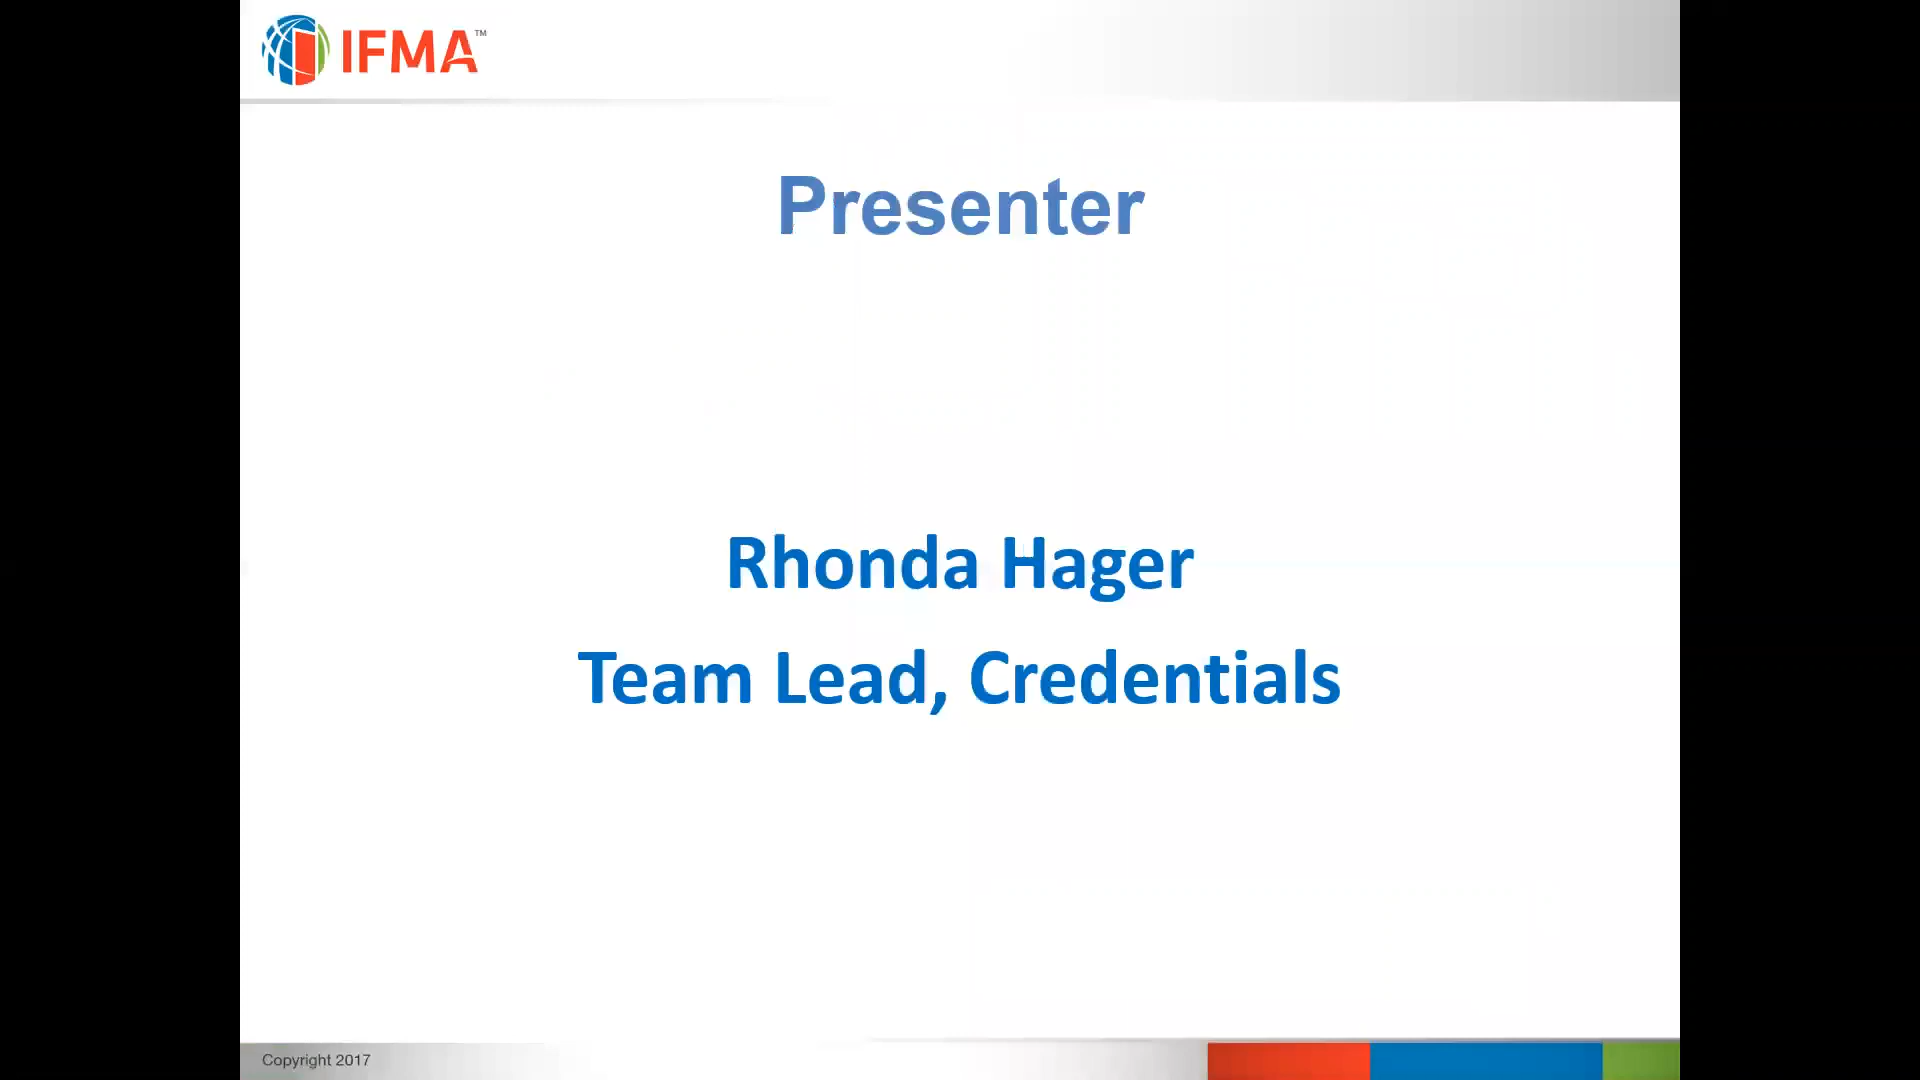 IFMA™
Presenter
Rhonda Hager
Team Lead, Credentials
Copyright 2017